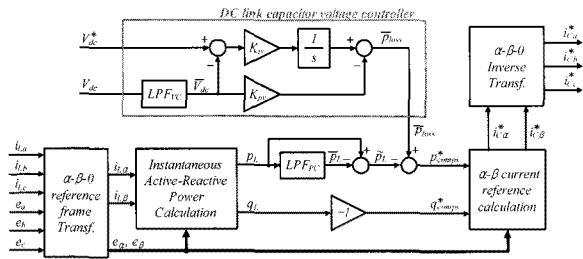 DC link capacitor voltage controller
V*dc
+
−
Kiv
1
s
+
−
p̅loss
Vdc
LPFVC
V̅dc
Kpv
α-β-0
Inverse
Transf.
i*Ca
i*Cb
i*Cc
i*Cα
i*Cβ
p̅loss
iLa
iLb
iLc
ea
eb
ec
α-β-0
reference
frame
Transf.
iLα
iLβ
eα, eβ
Instantaneous
Active-Reactive
Power
Calculation
pL
LPFPC
p̅L
−
+
p̃L
−
+
p*comps
qL
−1
q*comps
α-β current
reference
calculation